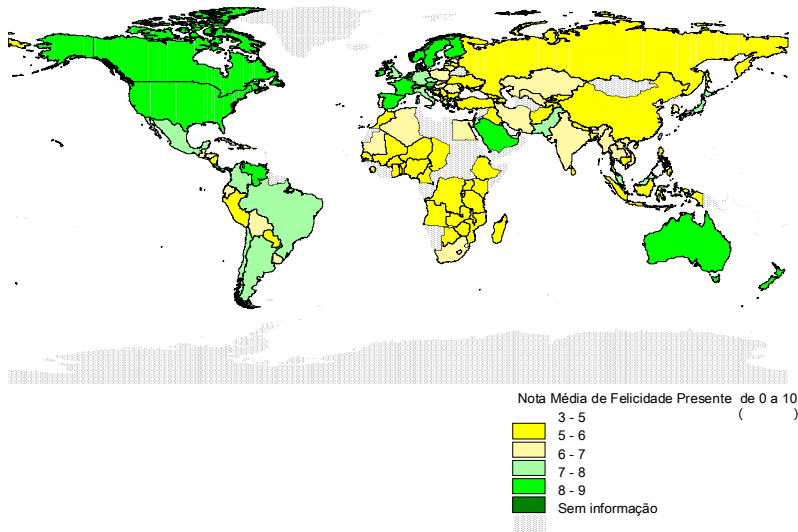 Nota Média de Felicidade Presente de 0 a 10
( )
3 - 5
5 - 6
6 - 7
7 - 8
8 - 9
Sem informação